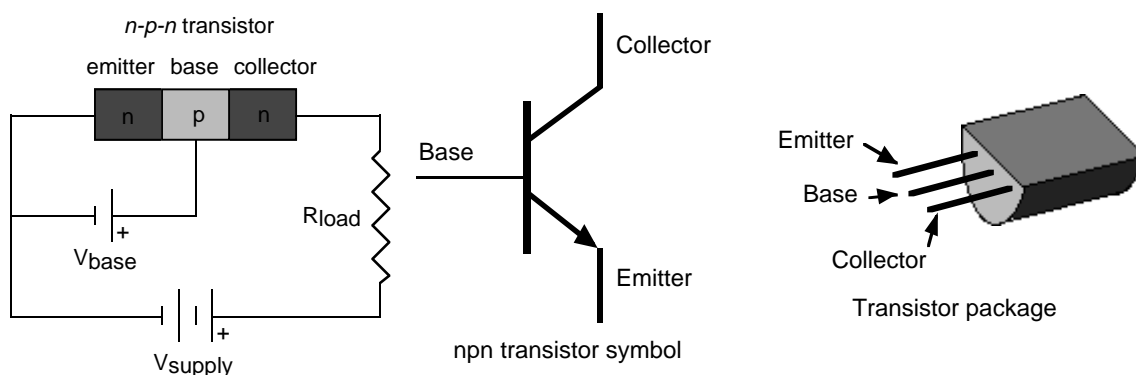 n-p-n transistor
emitter base collector
n p n
+
Vbase
Rload
+
Vsupply
Collector
Base
Emitter
npn transistor symbol
Emitter
Base
Collector
Transistor package